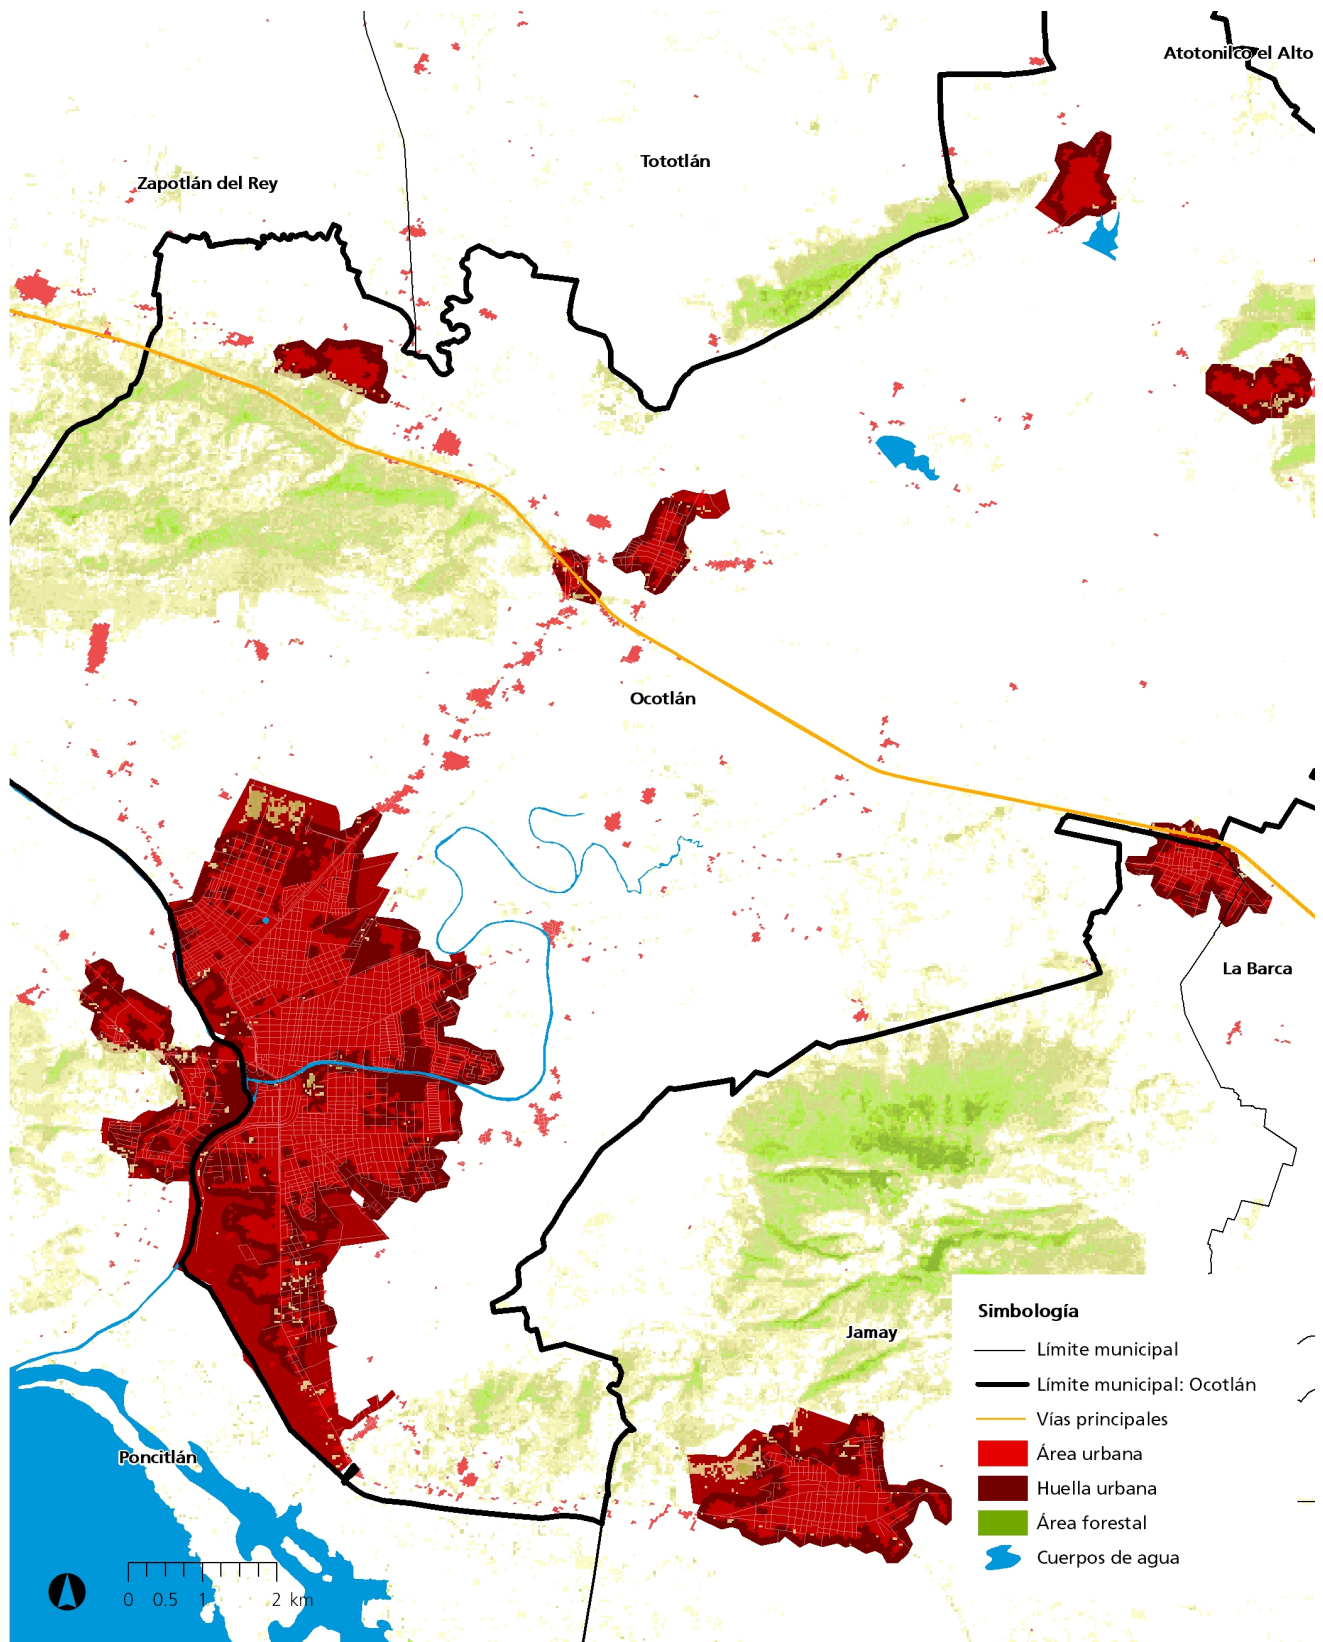 Atotonilco el Alto
Tototlán
Zapotlán del Rey
Ocotlán
La Barca
Jamay
Poncitlán
Simbología
Límite municipal
Límite municipal: Ocotlán
Vías principales
Área urbana
Huella urbana
Área forestal
Cuerpos de agua
0 0.5 1 2 km